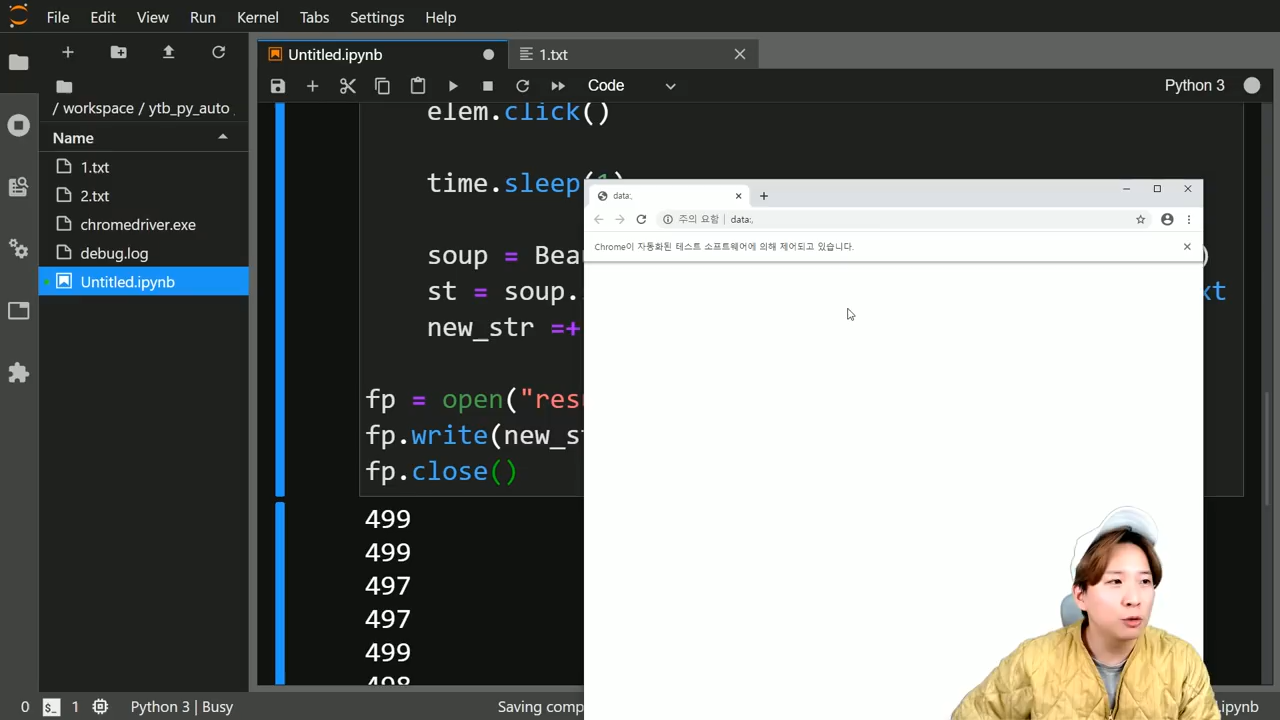 File Edit View Run Kernel Tabs Settings Help
Untitled.ipynb
1.txt
Code
Python 3
/ workspace / ytb_py_auto
Name
1.txt
2.txt
chromedriver.exe
debug.log
Untitled.ipynb
elem.click()
time.sleep(1)
soup = Bea
)
st = soup.
xt
new_str =+
fp = open("res
fp.write(new_s
fp.close()
499
499
497
497
499
data:,
주의 요함 data:,
Chrome이 자동화된 테스트 소프트웨어에 의해 제어되고 있습니다.
0 1 Python 3 | Busy
Saving comp
.ipynb